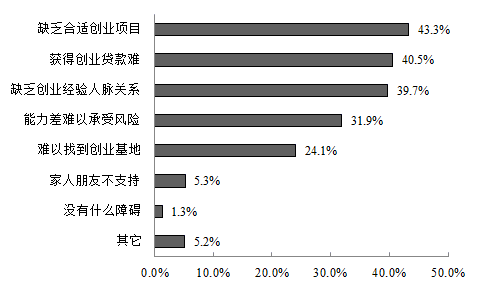 缺乏合适创业项目 43.3%
获得创业贷款难 40.5%
缺乏创业经验人脉关系 39.7%
能力差难以承受风险 31.9%
难以找到创业基地 24.1%
家人朋友不支持 5.3%
没有什么障碍 1.3%
其它 5.2%
0.0% 10.0% 20.0% 30.0% 40.0% 50.0%